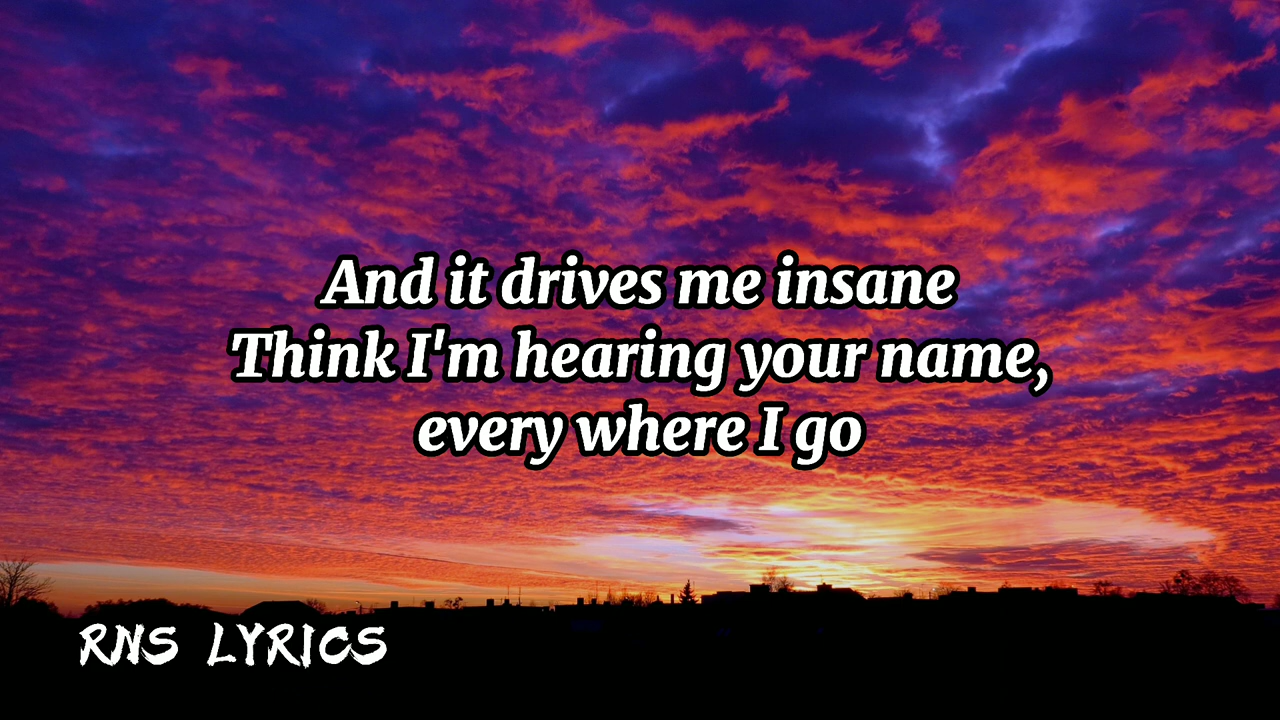 And it drives me insane
Think I'm hearing your name,
every where I go
RNS LYRICS